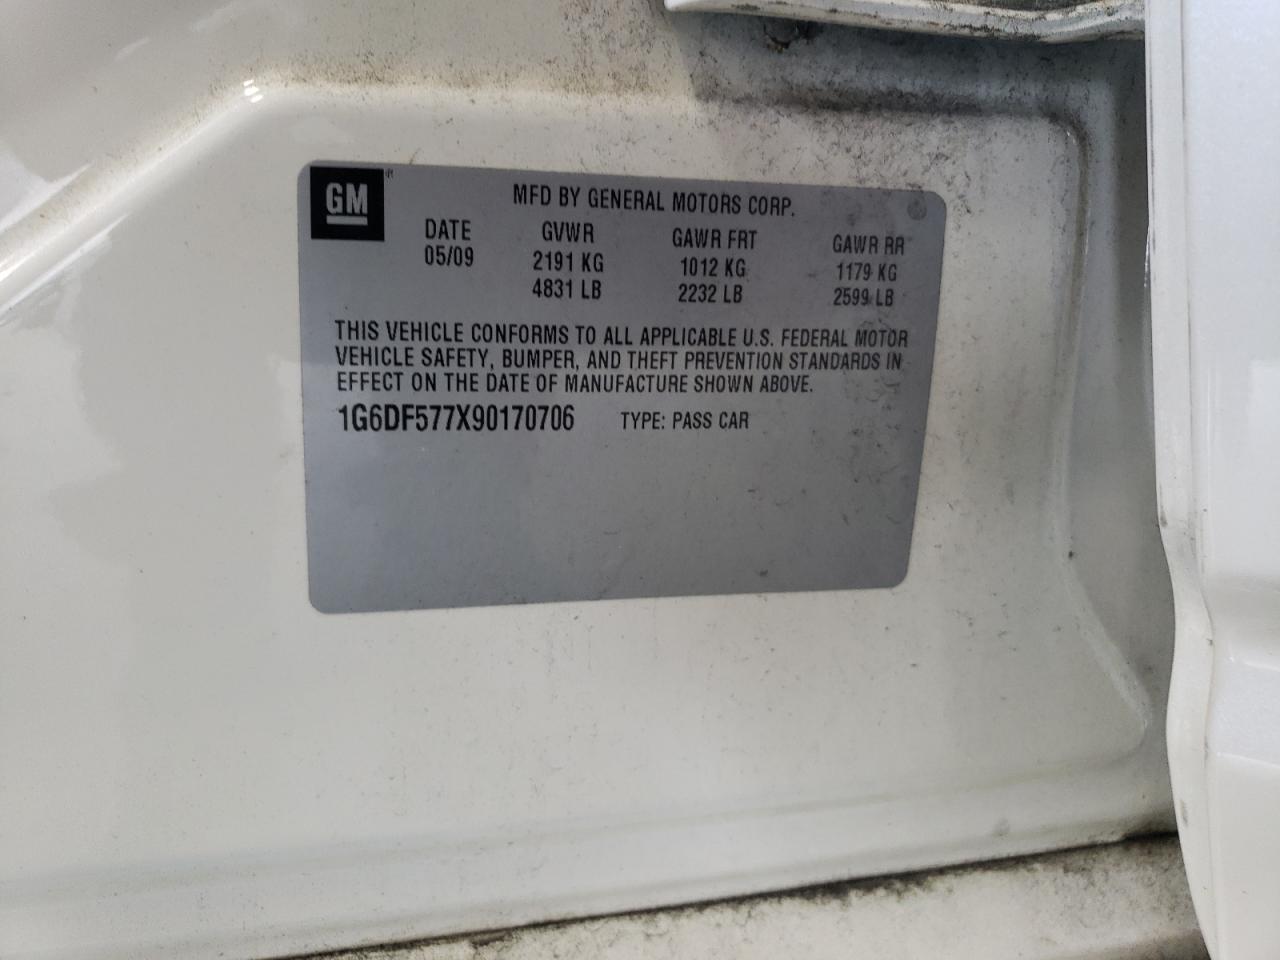 GM
MFD BY GENERAL MOTORS CORP.
DATE GVWR GAWR FRT GAWR RR
05/09 2191 KG 1012 KG 1179 KG
4831 LB 2232 LB 2599 LB
THIS VEHICLE CONFORMS TO ALL APPLICABLE U.S. FEDERAL MOTOR
VEHICLE SAFETY, BUMPER, AND THEFT PREVENTION STANDARDS IN
EFFECT ON THE DATE OF MANUFACTURE SHOWN ABOVE.
1G6DF577X90170706 TYPE: PASS CAR